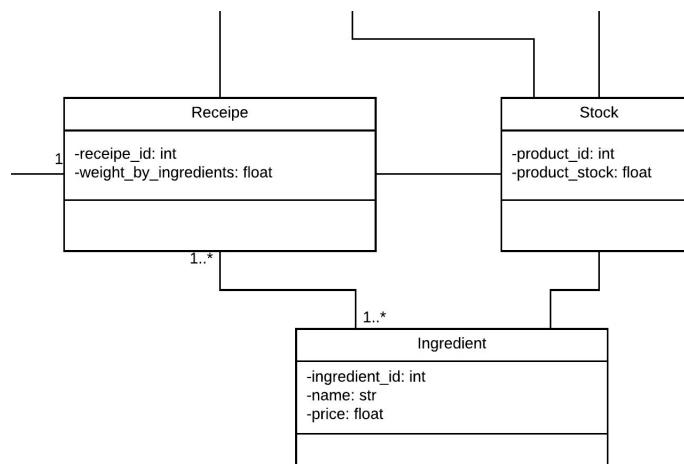 Receipe
-receipe_id: int
-weight_by_ingredients: float
1
1..*
Stock
-product_id: int
-product_stock: float
1..*
Ingredient
-ingredient_id: int
-name: str
-price: float